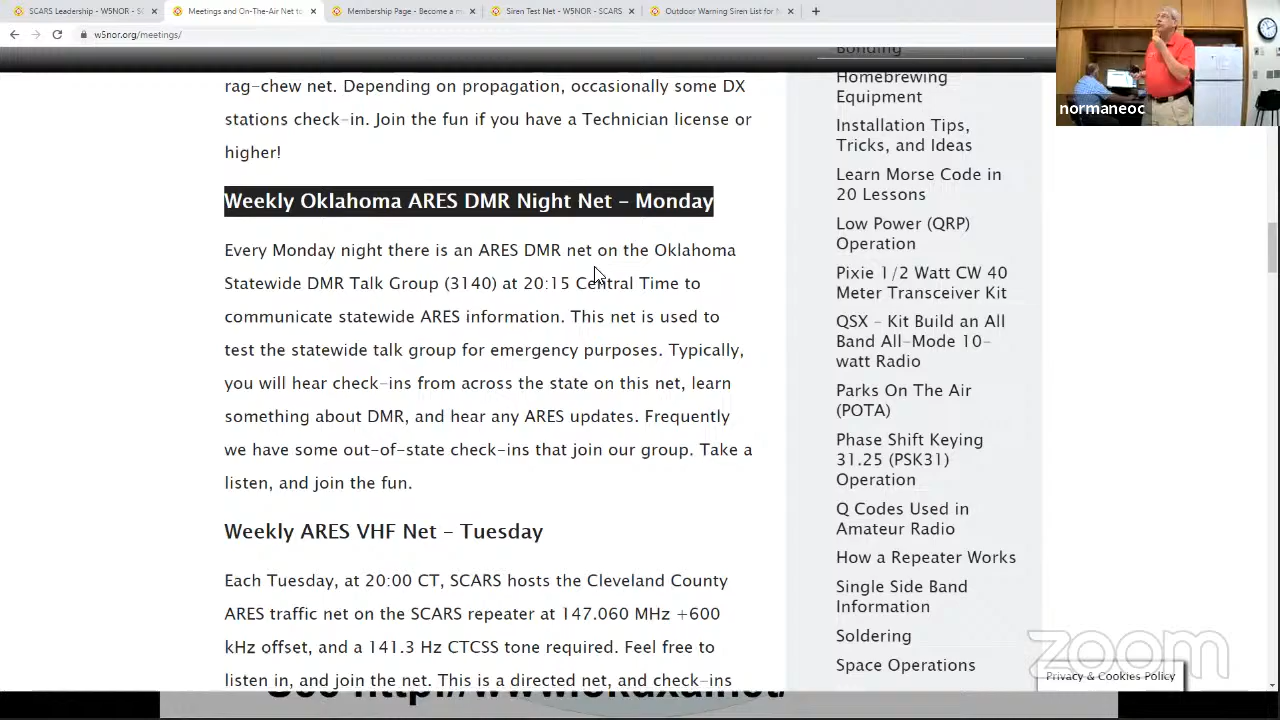 SCARS Leadership - W5NOR - SC
Meetings and On-The-Air Net to
Membership Page - Become a m
Siren Test Net - W5NOR - SCARS
Outdoor Warning Siren List for N
w5nor.org/meetings/
rag-chew net. Depending on propagation, occasionally some DX
stations check-in. Join the fun if you have a Technician license or
higher!
Weekly Oklahoma ARES DMR Night Net – Monday
Every Monday night there is an ARES DMR net on the Oklahoma
Statewide DMR Talk Group (3140) at 20:15 Central Time to
communicate statewide ARES information. This net is used to
test the statewide talk group for emergency purposes. Typically,
you will hear check-ins from across the state on this net, learn
something about DMR, and hear any ARES updates. Frequently
we have some out-of-state check-ins that join our group. Take a
listen, and join the fun.
Weekly ARES VHF Net – Tuesday
Each Tuesday, at 20:00 CT, SCARS hosts the Cleveland County
ARES traffic net on the SCARS repeater at 147.060 MHz +600
kHz offset, and a 141.3 Hz CTCSS tone required. Feel free to
listen in, and join the net. This is a directed net, and check-ins
Bonding
Homebrewing
Equipment
Installation Tips,
Tricks, and Ideas
Learn Morse Code in
20 Lessons
Low Power (QRP)
Operation
Pixie 1/2 Watt CW 40
Meter Transceiver Kit
QSX – Kit Build an All
Band All-Mode 10-
watt Radio
Parks On The Air
(POTA)
Phase Shift Keying
31.25 (PSK31)
Operation
Q Codes Used in
Amateur Radio
How a Repeater Works
Single Side Band
Information
Soldering
Space Operations
Privacy & Cookies Policy
normaneoc
zoom